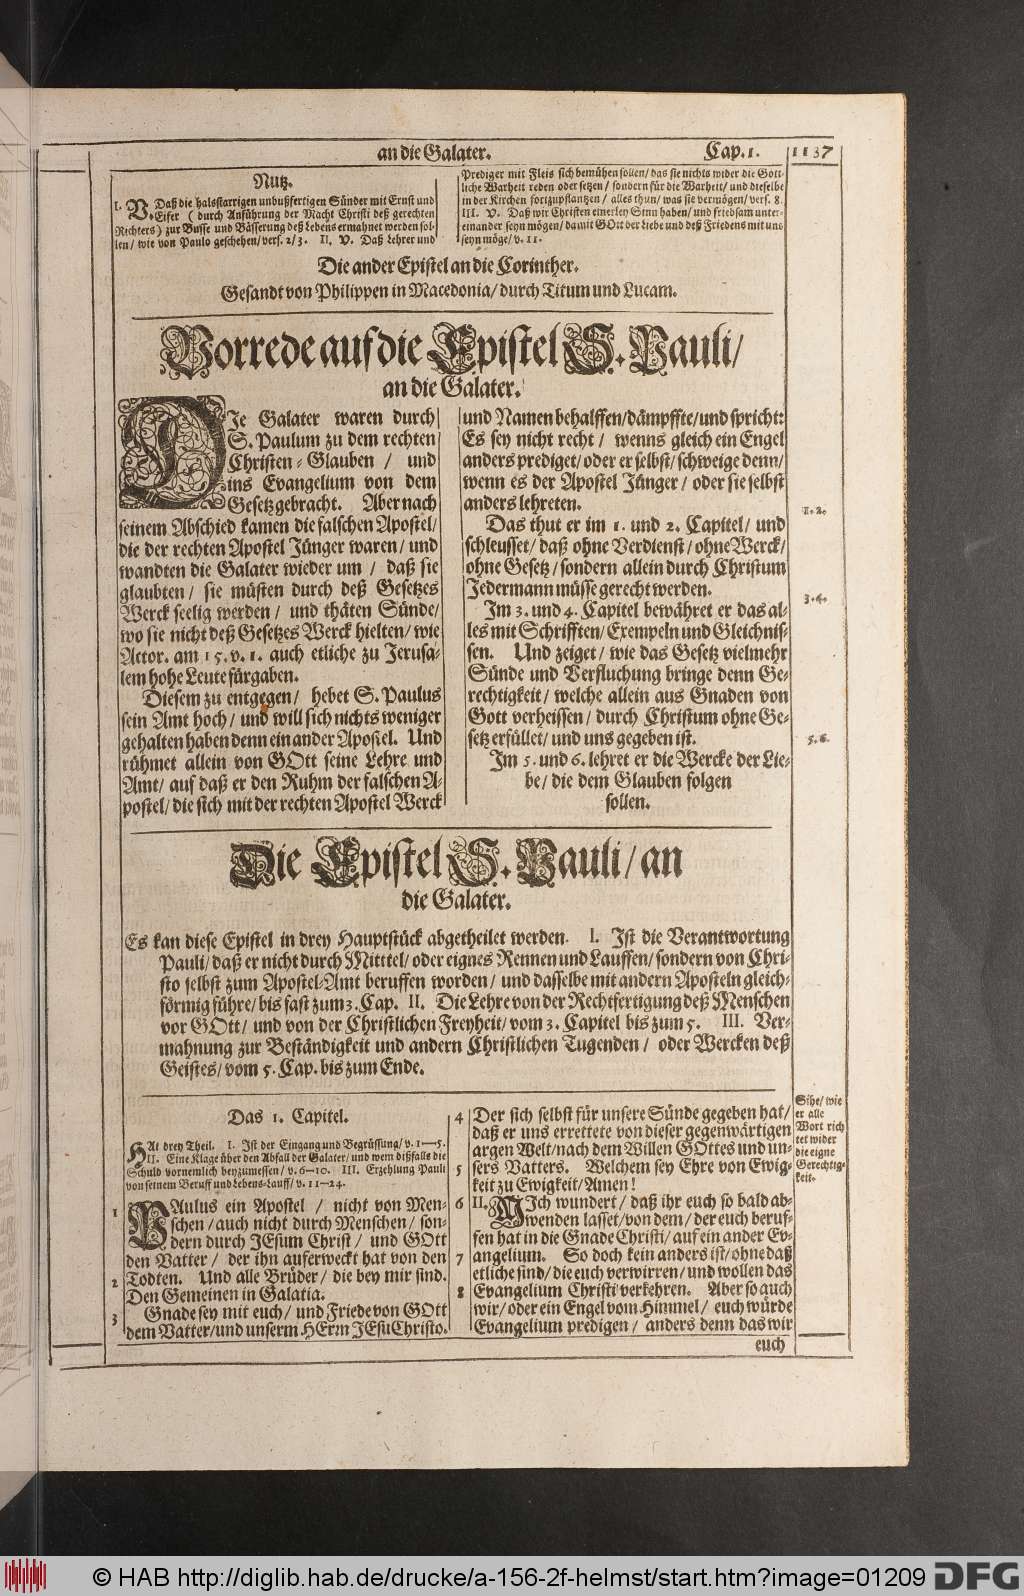 an die Galater. Cap. 1. 1137
Nutz.
I. V. Daß die halsstarrigen unbußfertigen Sünder mit Ernst und
Eifer ( durch Anführung der Macht Christi deß gerechten
Richters) zur Busse und Bässerung deß Lebens ermahnet werden sol-
len/ wie von Paulo geschehen/ vers. 2/3. II. V. Daß Lehrer und
Prediger mit Fleis sich bemühen sollen/ das sie nichts wider die Gött-
liche Warheit reden oder setzen/ sondern für die Warheit/ und dieselbe
in der Kirchen fortzupflantzen / alles thun/ was sie vermögen/ vers. 8.
III. V. Daß wir Christen einerley Sinn haben/ und friedsam unter-
einander seyn mögen/ da mit GOtt der Liebe und deß Friedens mit uns
seyn möge/ v. 11.
Die ander Epistel an die Corinther.
Gesandt von Philippen in Macedonia/ durch Titum und Lucam.
Vorrede auf die Epistel S. Pauli/
an die Galater.
DIe Galater waren durch
S. Paulum zu dem rechten
Christen-Glauben / und
ins Evangelium von dem
Gesetz gebracht. Aber nach
seinem Abschied kamen die falschen Apostel/
die der rechten Apostel Jünger waren/ und
wandten die Galater wieder um / daß sie
glaubten/ sie müsten durch deß Gesetzes
Werck seelig werden/ und thäten Sünde/
wo sie nicht deß Gesetzes Werck hielten/ wie
Actor. am 15. v. 1. auch etliche zu Jerusa-
lem hohe Leute fürgaben.
Diesem zu entgegen/ hebet S. Paulus
sein Amt hoch/ und will sich nichts weniger
gehalten haben denn ein ander Apostel. Und
rühmet allein von GOtt seine Lehre und
Amt/ auf daß er den Ruhm der falschen A-
postel/ die sich mit der rechten Apostel Werck
und Namen behalffen/ dämpffte/ und spricht:
Es sey nicht recht / wenns gleich ein Engel
anders prediget/ oder er selbst/ schweige denn/
wenn es der Apostel Jünger / oder sie selbst
anders lehreten.
1. 2.
Das thut er im 1. und 2. Capitel/ und
schleusset/ daß ohne Verdienst/ ohne Werck/
ohne Gesetz/ sondern allein durch Christum
Jedermann müsse gerecht werden.
3. 4.
Im 3. und 4. Capitel bewähret er das al-
les mit Schrifften/ Exempeln und Gleichnis-
sen. Und zeiget/ wie das Gesetz vielmehr
Sünde und Verfluchung bringe denn Ge-
rechtigkeit/ welche allein aus Gnaden von
Gott verheissen/ durch Christum ohne Ge-
setz erfüllet/ und uns gegeben ist.
5. 6.
Im 5. und 6. lehret er die Wercke der Lie-
be/ die dem Glauben folgen
sollen.
Die Epistel S. Pauli/ an
die Galater.
Es kan diese Epistel in drey Hauptstück abgetheilet werden. I. Ist die Verantwortung
Pauli/ daß er nicht durch Mittel/ oder eignes Rennen und Lauffen/ sondern von Chri-
sto selbst zum Apostel-Amt beruffen worden/ und dasselbe mit andern Aposteln gleich-
förmig führe/ bis fast zum 3. Cap. II. Die Lehre von der Rechtfertigung deß Menschen
vor GOtt/ und von der Christlichen Freyheit/ vom 3. Capitel bis zum 5. III. Ver-
mahnung zur Beständigkeit und andern Christlichen Tugenden/ oder Wercken deß
Geistes/ vom 5. Cap. bis zum Ende.
Das 1. Capitel.
HAt drey Theil. I. Ist der Eingang und Begrüssung/ v. 1—5.
II. Eine Klage über den Abfall der Galater/ und wem dißfalls die
Schuld vornemlich beyzumessen/ v. 6—10. III. Erzehlung Pauli
von seinem Beruff und Lebens-Lauff/ v. 11—24.
1 PAulus ein Apostel / nicht von Men-
schen/ auch nicht durch Menschen/ son-
dern durch JEsum Christ/ und GOtt
den Vatter/ der ihn auferweckt hat von den
2 Todten. Und alle Brüder/ die bey mir sind.
Den Gemeinen in Galatia.
3 Gnade sey mit euch/ und Friede von GOtt
dem Vatter/ und unserm HErrn JEsu Christo.
4 Der sich selbst für unsere Sünde gegeben hat/
daß er uns errettete von dieser gegenwärtigen
argen Welt/ nach dem Willen GOttes und un-
5 sers Vatters. Welchem sey Ehre von Ewig-
keit zu Ewigkeit/ Amen!
6 II. MIch wundert/ daß ihr euch so bald ab-
wenden lasset/ von dem/ der euch beruf-
fen hat in die Gnade Christi/ auf ein ander Ev-
7 angelium. So doch kein anders ist/ ohne daß
etliche sind/ die euch verwirren/ und wollen das
8 Evangelium Christi verkehren. Aber so auch
wir/ oder ein Engel vom Himmel/ euch würde
Evangelium predigen/ anders denn das wir
euch
Sihe/ wie
er alle
Wort rich
tet wider
die eigne
Gerechtig-
keit.
© HAB http://diglib.hab.de/drucke/a-156-2f-helmst/start.htm?image=01209
DFG